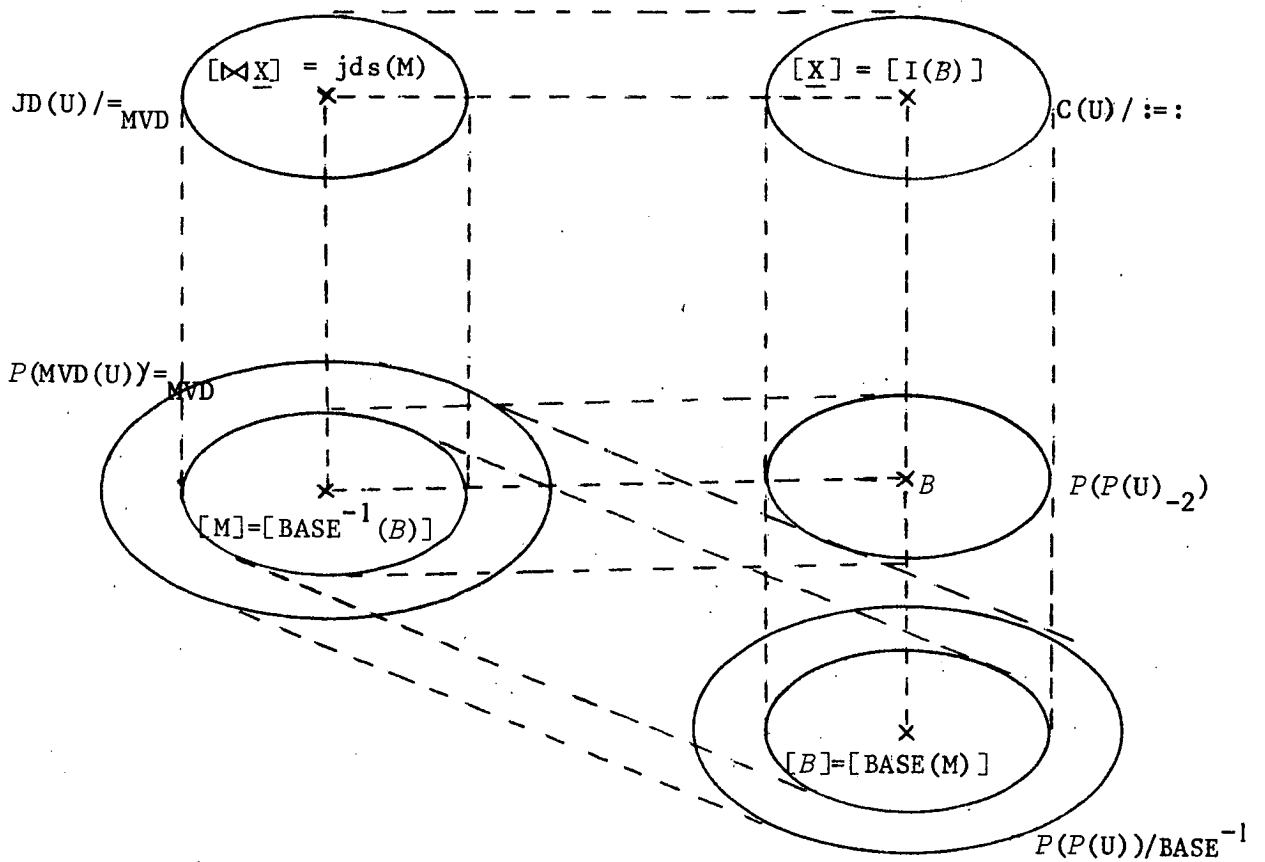 [⋈X] = jds(M)
[X] = [I(B)]
JD(U)/=MVD
C(U)/:=:
P(MVD(U))/=MVD
B
P(P(U)-2)
[M]=[BASE⁻¹(B)]
[B]=[BASE(M)]
P(P(U))/BASE⁻¹